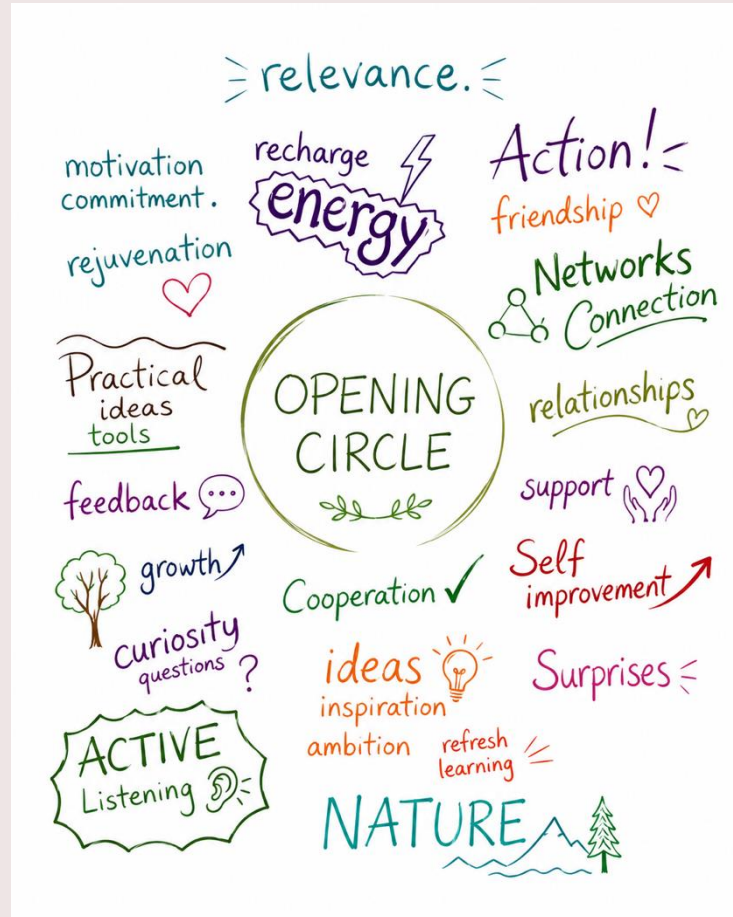 relevance.
motivation
commitment.
recharge
energy
Action!
friendship
rejuvenation
Networks
Connection
Practical
ideas
tools
OPENING
CIRCLE
relationships
feedback
support
growth
Cooperation
Self
improvement
curiosity
questions ?
ideas
inspiration
ambition
Surprises
refresh
learning
ACTIVE
Listening
NATURE